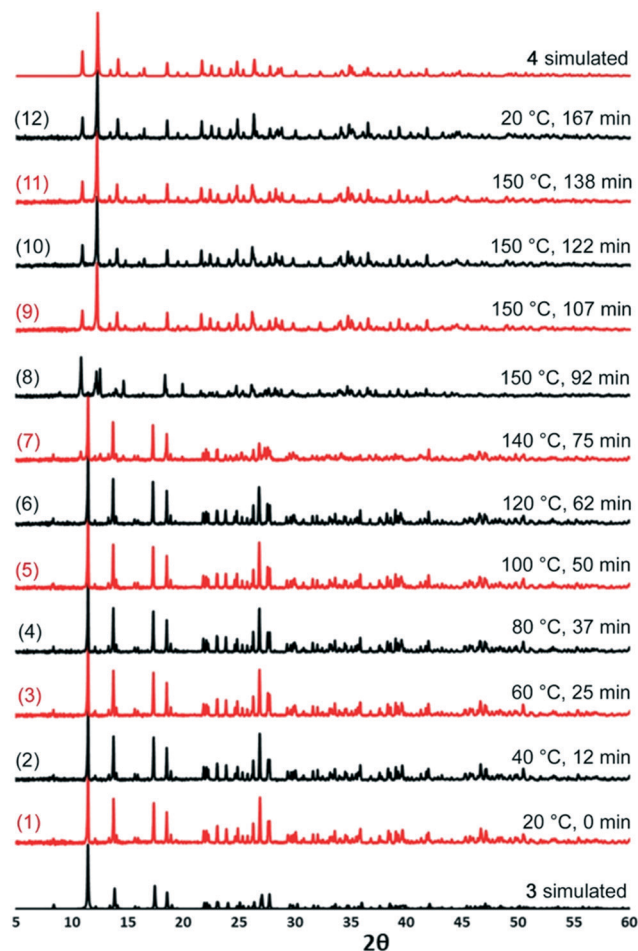 4 simulated
(12) 20 °C, 167 min
(11) 150 °C, 138 min
(10) 150 °C, 122 min
(9) 150 °C, 107 min
(8) 150 °C, 92 min
(7) 140 °C, 75 min
(6) 120 °C, 62 min
(5) 100 °C, 50 min
(4) 80 °C, 37 min
(3) 60 °C, 25 min
(2) 40 °C, 12 min
(1) 20 °C, 0 min
3 simulated
5 10 15 20 25 30 35 40 45 50 55 60
2θ